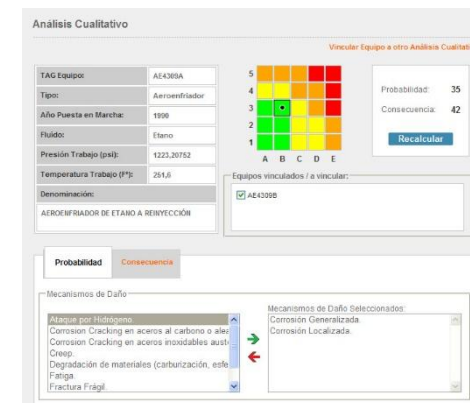 Análisis Cualitativo
Vincular Equipo a otro Análisis Cualitati
TAG Equipo: AE4309A
Tipo: Aeroenfriador
Año Puesta en Marcha: 1990
Fluido: Etano
Presión Trabajo (psi): 1223,20752
Temperatura Trabajo (Fº): 251,6
Denominación:
AEROENFRIADOR DE ETANO A REINYECCIÓN
5
4
3
2
1
A B C D E
Probabilidad: 35
Consecuencia: 42
Recalcular
Equipos vinculados / a vincular:
AE4309B
Probabilidad Consecuencia
Mecanismos de Daño
Ataque por Hidrógeno.
Corrosion Cracking en aceros al carbono o alea
Corrosion Cracking en aceros inoxidables auste
Creep.
Degradación de materiales (carburización, esfe
Fatiga.
Fractura Frágil.
Mecanismos de Daño Seleccionados:
Corrosión Generalizada.
Corrosión Localizada.